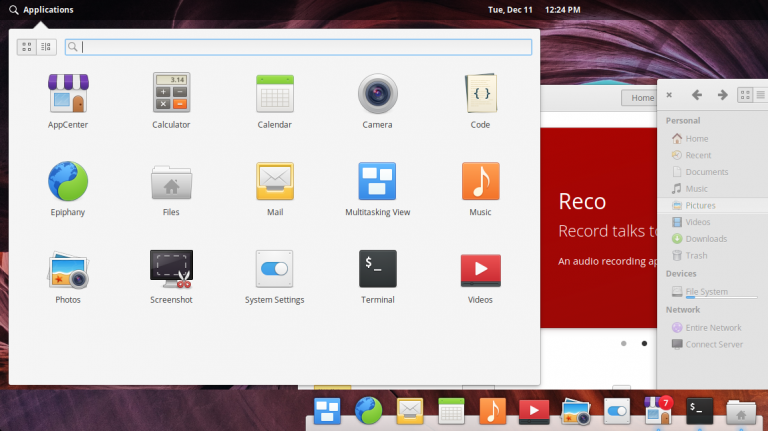 Applications
Tue, Dec 11 12:24 PM
3.14
AppCenter
Calculator
Calendar
Camera
{ }
Code
Epiphany
Files
Mail
Multitasking View
Music
$_
Photos
Screenshot
System Settings
Terminal
Videos
Home
Reco
Record talks to
An audio recording ap
Personal
Home
Recent
Documents
Music
Pictures
Videos
Downloads
Trash
Devices
File System
Network
Entire Network
Connect Server
7
$_